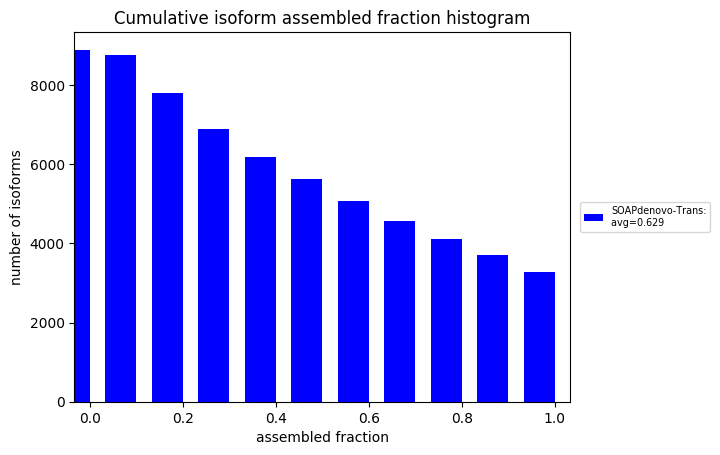 Cumulative isoform assembled fraction histogram
number of isoforms
8000
6000
4000
2000
0
0.0 0.2 0.4 0.6 0.8 1.0
assembled fraction
SOAPdenovo-Trans:
avg=0.629